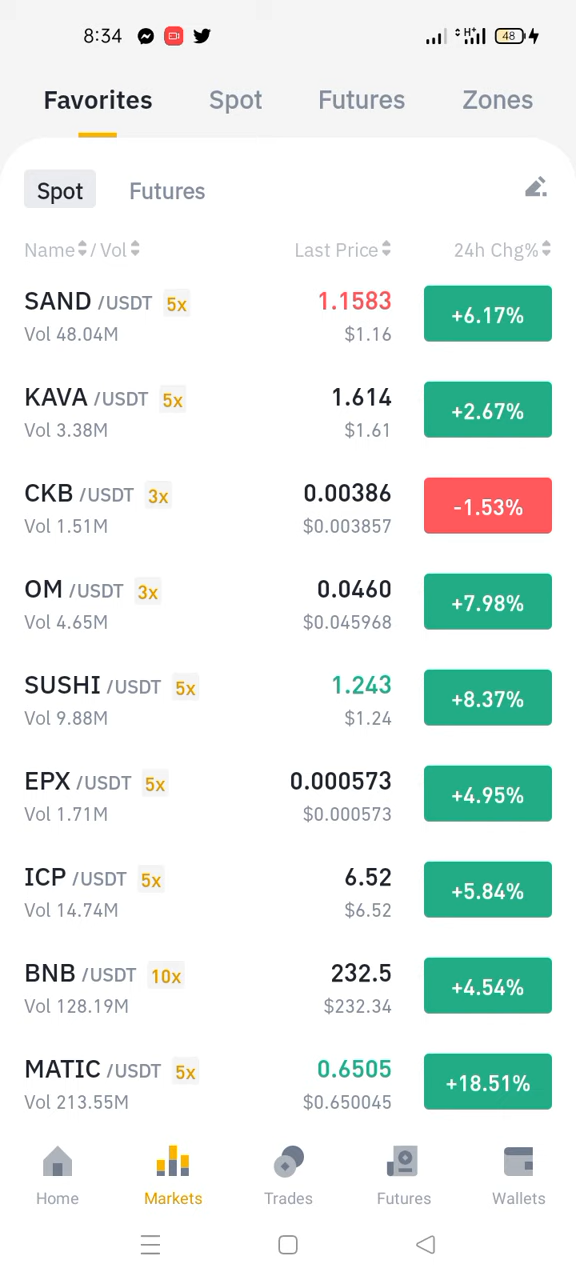 8:34 48
Favorites Spot Futures Zones
Spot Futures
Name / Vol Last Price 24h Chg%
SAND /USDT 5x 1.1583 +6.17%
Vol 48.04M $1.16
KAVA /USDT 5x 1.614 +2.67%
Vol 3.38M $1.61
CKB /USDT 3x 0.00386 -1.53%
Vol 1.51M $0.003857
OM /USDT 3x 0.0460 +7.98%
Vol 4.65M $0.045968
SUSHI /USDT 5x 1.243 +8.37%
Vol 9.88M $1.24
EPX /USDT 5x 0.000573 +4.95%
Vol 1.71M $0.000573
ICP /USDT 5x 6.52 +5.84%
Vol 14.74M $6.52
BNB /USDT 10x 232.5 +4.54%
Vol 128.19M $232.34
MATIC /USDT 5x 0.6505 +18.51%
Vol 213.55M $0.650045
Home Markets Trades Futures Wallets